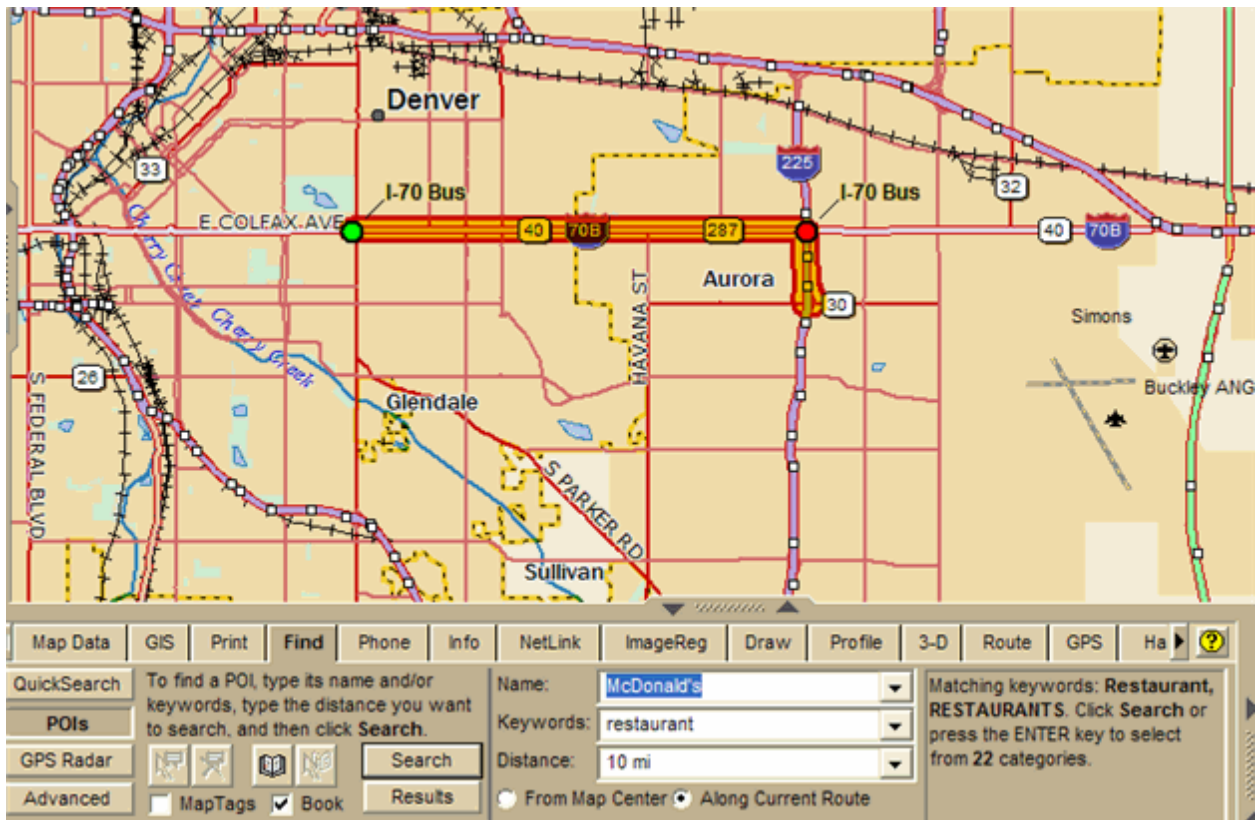 Denver
225
33
I-70 Bus
I-70 Bus
32
E COLFAX AVE
40
70B
287
40
70B
Cherry Creek
Cherry Creek
Aurora
HAVANA ST
30
Simons
26
S FEDERAL BLVD
Glendale
Buckley ANG
S PARKER RD
Sullivan
Map Data GIS Print Find Phone Info NetLink ImageReg Draw Profile 3-D Route GPS Ha ?
QuickSearch
POIs
GPS Radar
Advanced
To find a POI, type its name and/or
keywords, type the distance you want
to search, and then click Search.
Search
MapTags Book Results
Name: McDonald's
Keywords: restaurant
Distance: 10 mi
From Map Center Along Current Route
Matching keywords: Restaurant,
RESTAURANTS. Click Search or
press the ENTER key to select
from 22 categories.